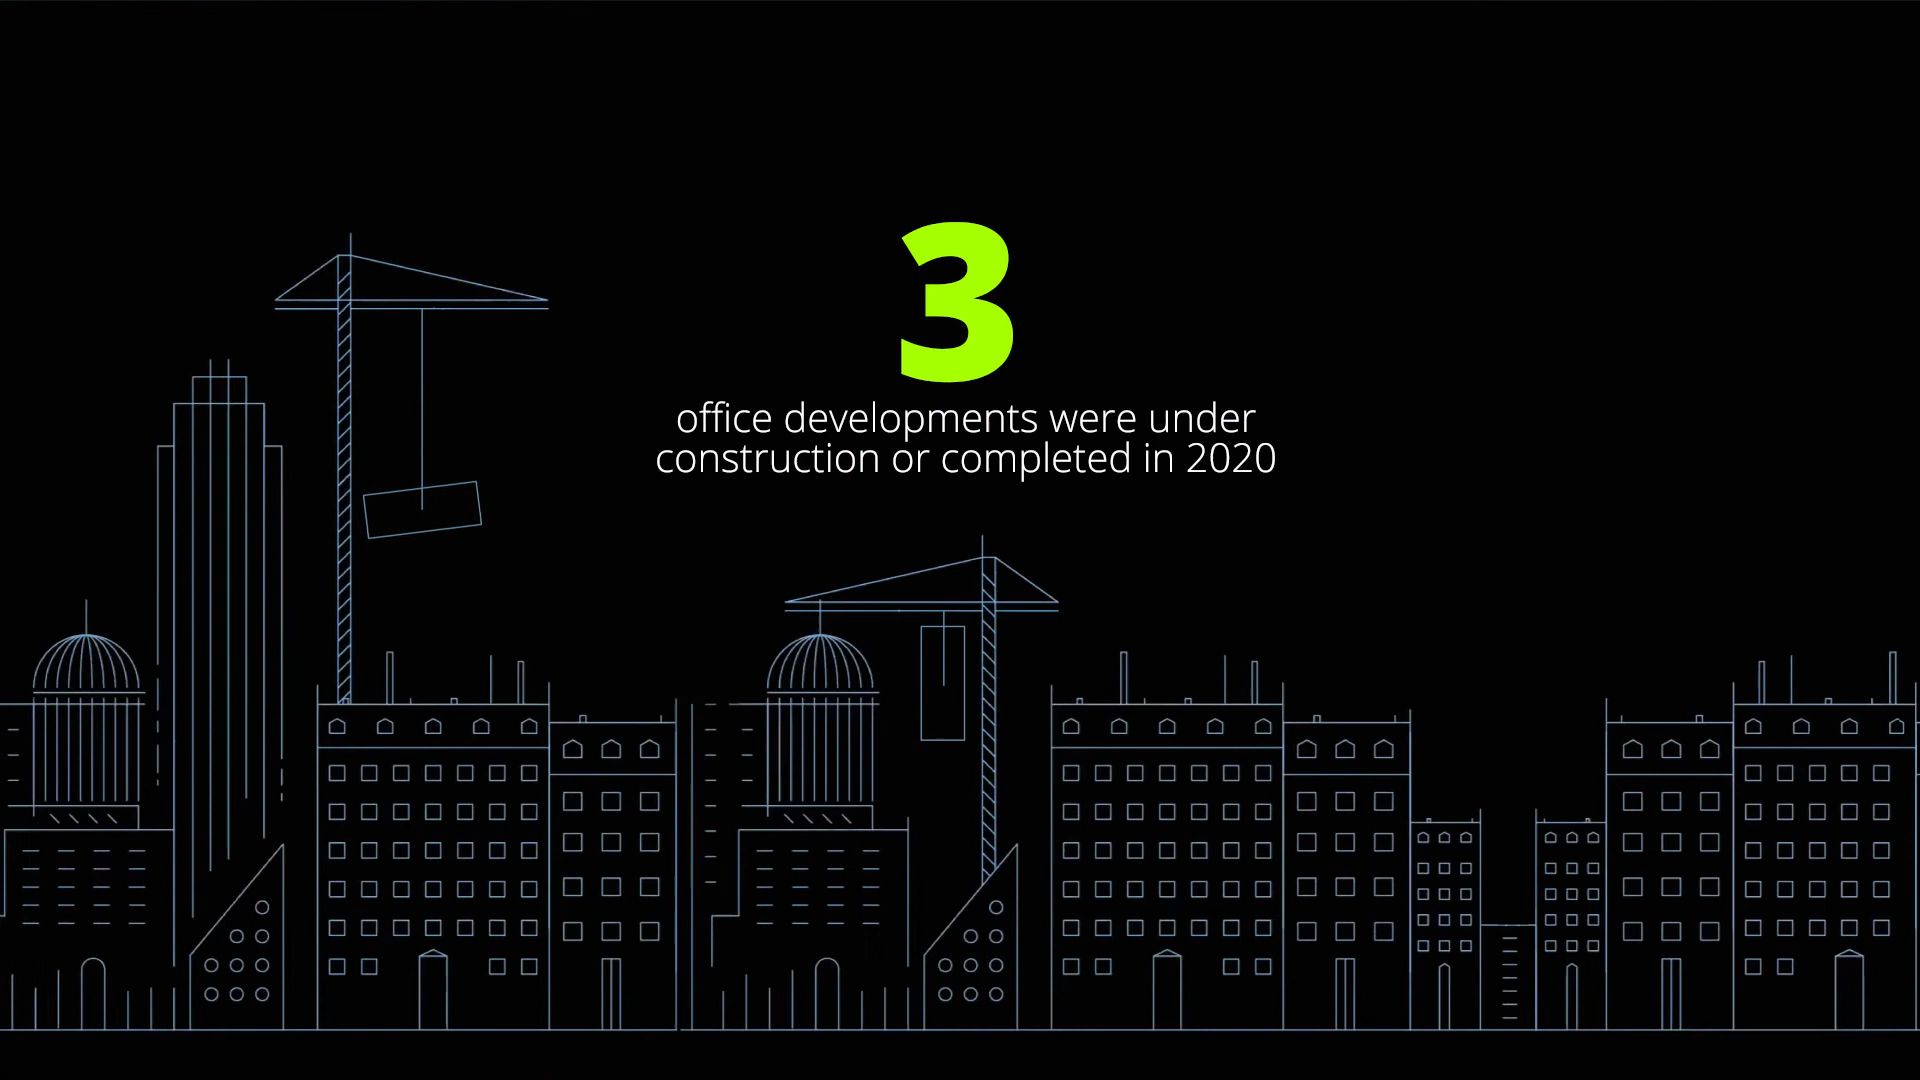 3
office developments were under
construction or completed in 2020